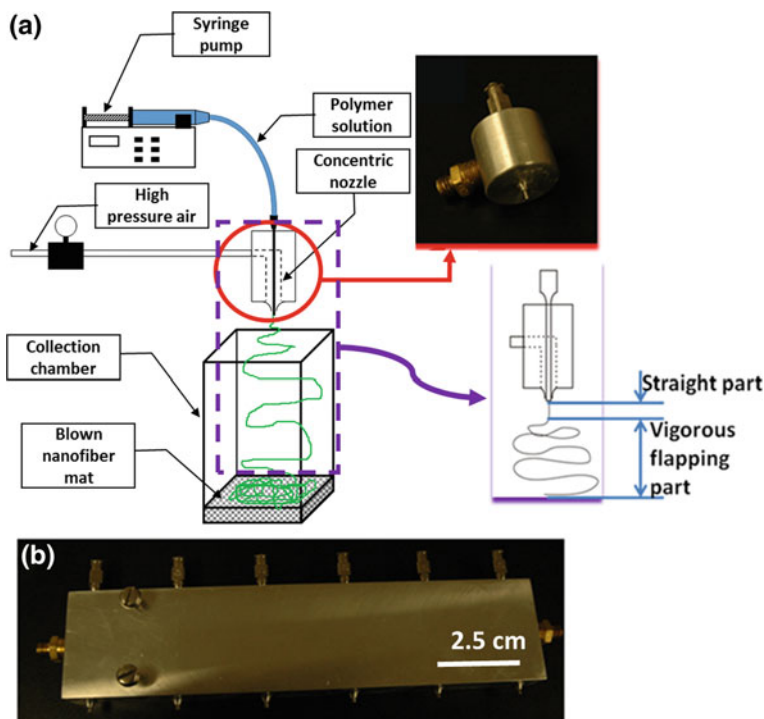 (a)
Syringe
pump
Polymer
solution
Concentric
nozzle
High
pressure air
Collection
chamber
Blown
nanofiber
mat
Straight part
Vigorous
flapping
part
(b)
2.5 cm